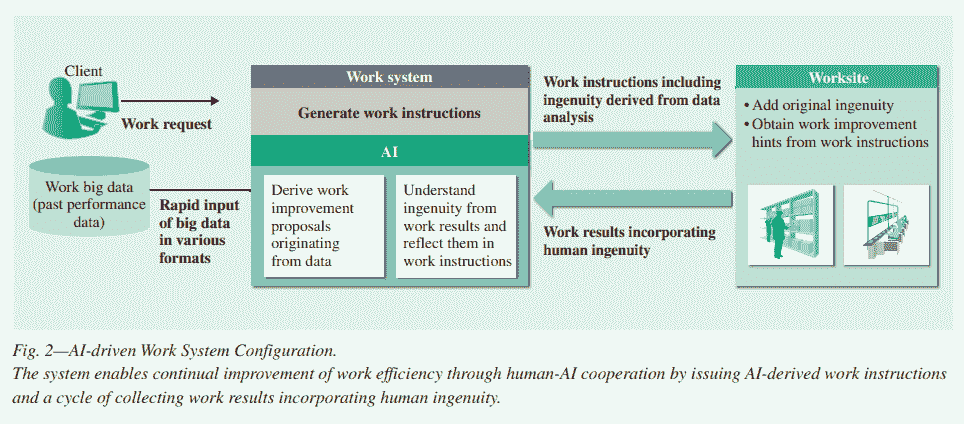 Client
Work request
Work big data
(past performance
data)
Rapid input
of big data
in various
formats
Work system
Generate work instructions
AI
Derive work
improvement
proposals
originating
from data
Understand
ingenuity from
work results and
reflect them in
work instructions
Work instructions including
ingenuity derived from data
analysis
Work results incorporating
human ingenuity
Worksite
• Add original ingenuity
• Obtain work improvement
hints from work instructions
Fig. 2—AI-driven Work System Configuration.
The system enables continual improvement of work efficiency through human-AI cooperation by issuing AI-derived work instructions
and a cycle of collecting work results incorporating human ingenuity.